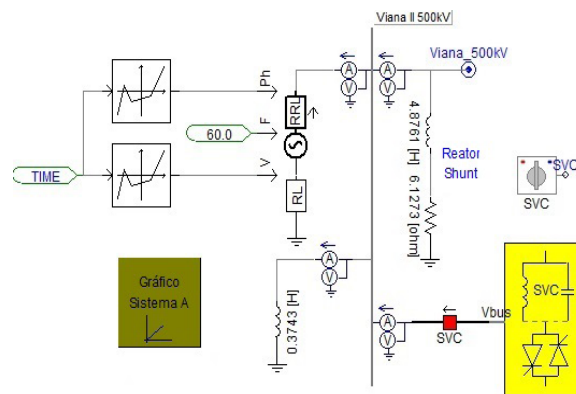 Viana II 500kV
Ph
F
V
60.0
TIME
RRL
RL
A
V
A
V
Viana_500kV
4.8761 [H]
6.1273 [ohm]
Reator
Shunt
SVC
SVC
Gráfico
Sistema A
0.3743 [H]
A
V
A
V
SVC
Vbus
SVC